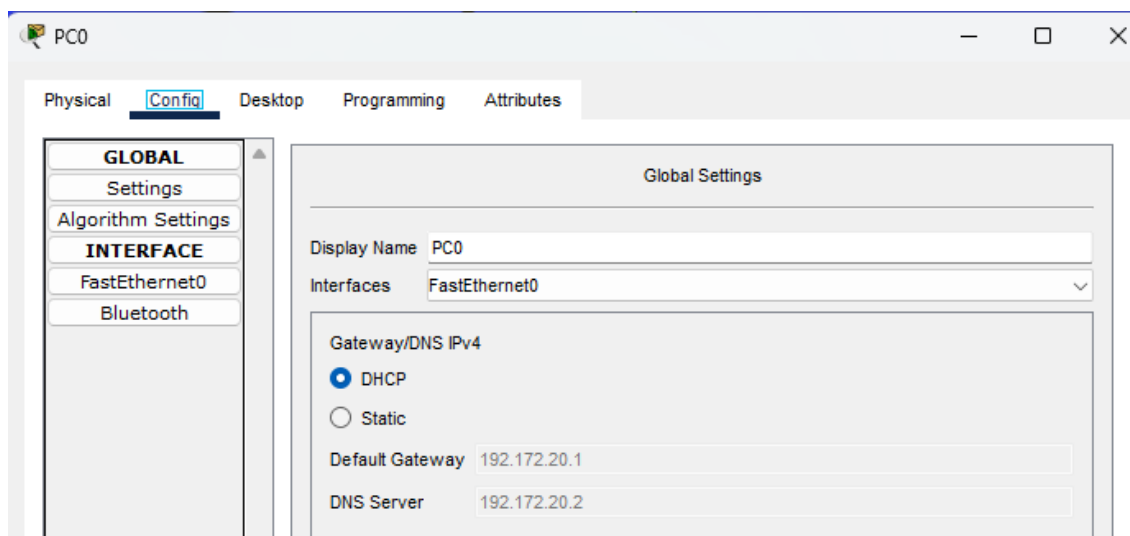 PC0
Physical Config Desktop Programming Attributes
GLOBAL
Settings
Algorithm Settings
INTERFACE
FastEthernet0
Bluetooth
Global Settings
Display Name PC0
Interfaces FastEthernet0
Gateway/DNS IPv4
DHCP
Static
Default Gateway 192.172.20.1
DNS Server 192.172.20.2